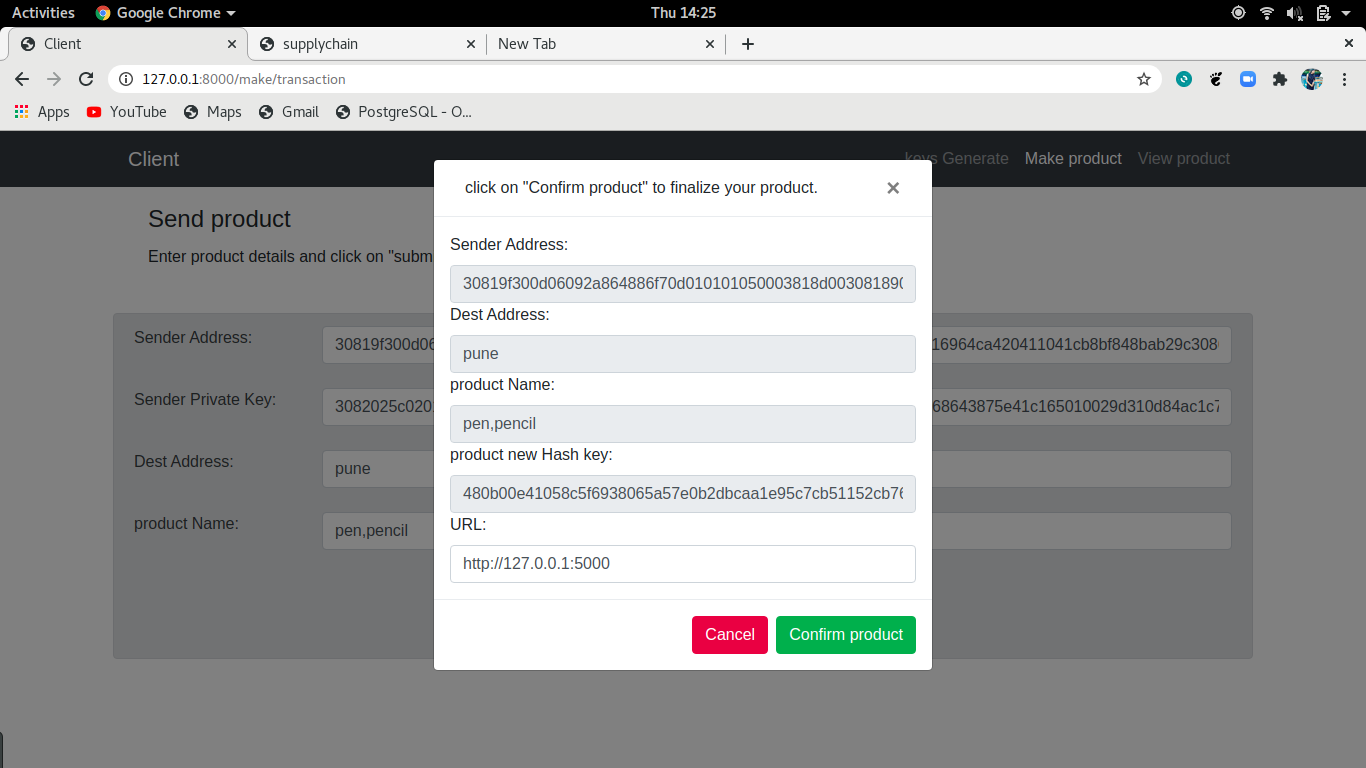 Activities Google Chrome Thu 14:25
Client supplychain New Tab
127.0.0.1:8000/make/transaction
Apps YouTube Maps Gmail PostgreSQL - O...
Client keys Generate Make product View product
click on "Confirm product" to finalize your product.
Send product
Enter product details and click on "subm
Sender Address:
30819f300d06092a864886f70d010101050003818d003081890
Dest Address:
pune
product Name:
pen,pencil
product new Hash key:
480b00e41058c5f6938065a57e0b2dbcaa1e95c7cb51152cb76
URL:
http://127.0.0.1:5000
Cancel Confirm product
Sender Address: 30819f300d06 16964ca420411041cb8bf848bab29c308
Sender Private Key: 3082025c020 68643875e41c165010029d310d84ac1c7
Dest Address: pune
product Name: pen,pencil